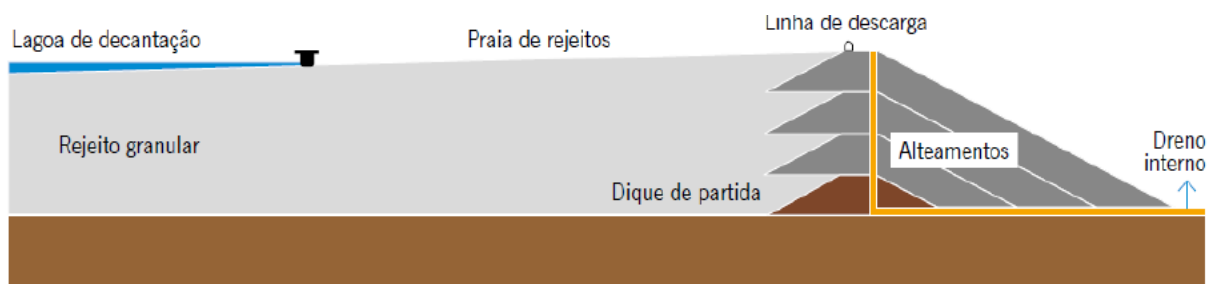 Linha de descarga
Lagoa de decantação
Praia de rejeitos
Rejeito granular
Alteamentos
Dreno
interno
Dique de partida